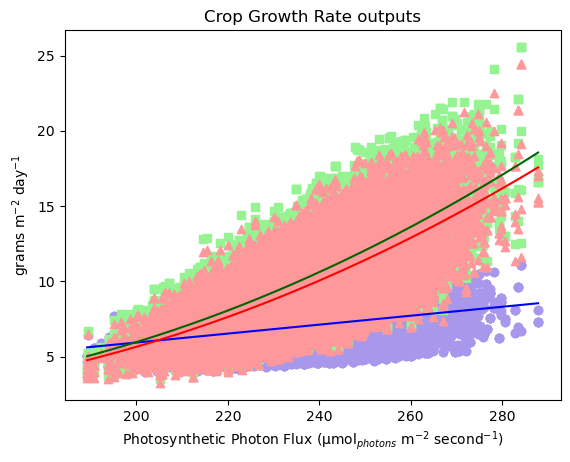 Crop Growth Rate outputs
25
20
15
10
5
grams m⁻² day⁻¹
200 220 240 260 280
Photosynthetic Photon Flux (μmolₚₕₒₜₒₙₛ m⁻² second⁻¹)